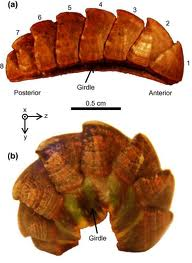 (a)
1
2
3
4
5
6
7
8
Posterior
Girdle
Anterior
0.5 cm
x
z
y
(b)
Girdle